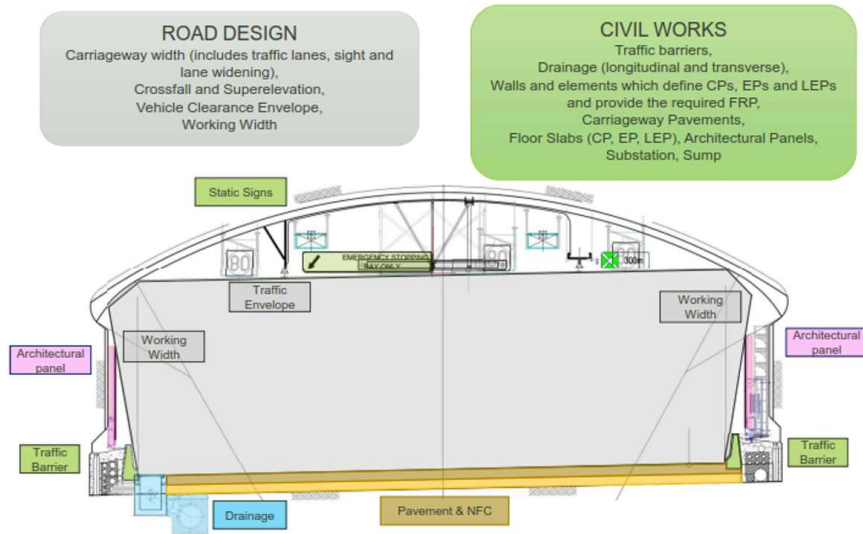 ROAD DESIGN
Carriageway width (includes traffic lanes, sight and
lane widening),
Crossfall and Superelevation,
Vehicle Clearance Envelope,
Working Width
CIVIL WORKS
Traffic barriers,
Drainage (longitudinal and transverse),
Walls and elements which define CPs, EPs and LEPs
and provide the required FRP,
Carriageway Pavements,
Floor Slabs (CP, EP, LEP), Architectural Panels,
Substation, Sump
Static Signs
80
EMERGENCY STOPPING
BAY ONLY
80
80
300m
Traffic
Envelope
Working
Width
Working
Width
Architectural
panel
Architectural
panel
Traffic
Barrier
Traffic
Barrier
Drainage
Pavement & NFC